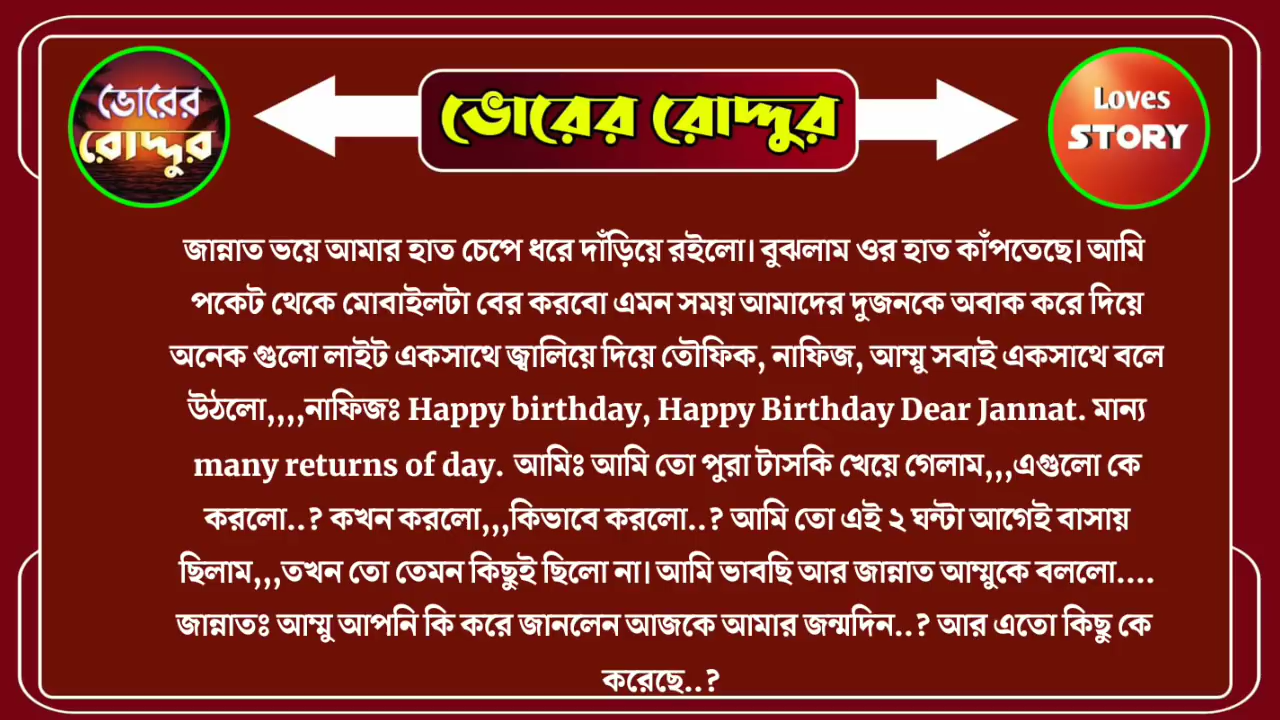 ভোরের
রোদ্দুর
ভোরের রোদ্দুর
Loves
STORY
জান্নাত ভয়ে আমার হাত চেপে ধরে দাঁড়িয়ে রইলো। বুঝলাম ওর হাত কাঁপতেছে। আমি
পকেট থেকে মোবাইলটা বের করবো এমন সময় আমাদের দুজনকে অবাক করে দিয়ে
অনেক গুলো লাইট একসাথে জ্বালিয়ে দিয়ে তৌফিক, নাফিজ, আম্মু সবাই একসাথে বলে
উঠলো,,,,নাফিজঃ Happy birthday, Happy Birthday Dear Jannat. মান্য
many returns of day. আমিঃ আমি তো পুরা টাসকি খেয়ে গেলাম,,,এগুলো কে
করলো..? কখন করলো,,,কিভাবে করলো..? আমি তো এই ২ ঘন্টা আগেই বাসায়
ছিলাম,,,তখন তো তেমন কিছুই ছিলো না। আমি ভাবছি আর জান্নাত আম্মুকে বললো....
জান্নাতঃ আম্মু আপনি কি করে জানলেন আজকে আমার জন্মদিন..? আর এতো কিছু কে
করেছে..?